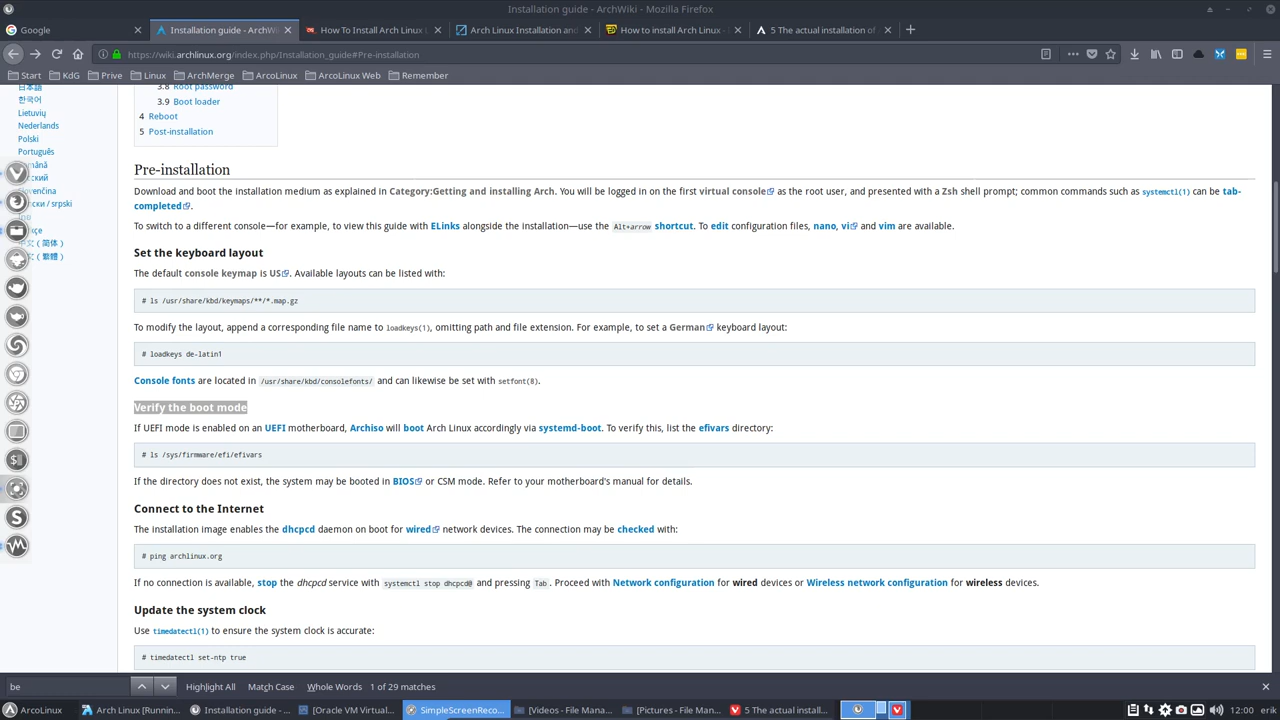 Installation guide - ArchWiki - Mozilla Firefox
Google
Installation guide - ArchWi
How To Install Arch Linux L
Arch Linux Installation and
How to install Arch Linux -
5 The actual installation of
https://wiki.archlinux.org/index.php/Installation_guide#Pre-installation
Start KdG Prive Linux ArchMerge ArcoLinux ArcoLinux Web Remember
日本語
한국어
Lietuvių
Nederlands
Polski
Português
Slovenčina
3.8 Root password
3.9 Boot loader
4 Reboot
5 Post-installation
Pre-installation
Download and boot the installation medium as explained in Category:Getting and installing Arch. You will be logged in on the first virtual console as the root user, and presented with a Zsh shell prompt; common commands such as systemctl(1) can be tab-
completed.
To switch to a different console—for example, to view this guide with ELinks alongside the installation—use the Alt+arrow shortcut. To edit configuration files, nano, vi and vim are available.
Set the keyboard layout
The default console keymap is US. Available layouts can be listed with:
# ls /usr/share/kbd/keymaps/**/*.map.gz
To modify the layout, append a corresponding file name to loadkeys(1), omitting path and file extension. For example, to set a German keyboard layout:
# loadkeys de-latin1
Console fonts are located in /usr/share/kbd/consolefonts/ and can likewise be set with setfont(8).
Verify the boot mode
If UEFI mode is enabled on an UEFI motherboard, Archiso will boot Arch Linux accordingly via systemd-boot. To verify this, list the efivars directory:
# ls /sys/firmware/efi/efivars
If the directory does not exist, the system may be booted in BIOS or CSM mode. Refer to your motherboard's manual for details.
Connect to the Internet
The installation image enables the dhcpcd daemon on boot for wired network devices. The connection may be checked with:
# ping archlinux.org
If no connection is available, stop the dhcpcd service with systemctl stop dhcpcd@ and pressing Tab. Proceed with Network configuration for wired devices or Wireless network configuration for wireless devices.
Update the system clock
Use timedatectl(1) to ensure the system clock is accurate:
# timedatectl set-ntp true
be
Highlight All Match Case Whole Words 1 of 29 matches
ArcoLinux
Arch Linux [Runnin...
Installation guide - ...
[Oracle VM Virtual...
SimpleScreenReco...
[Videos - File Mana...
[Pictures - File Man...
5 The actual install...
12:00 erik